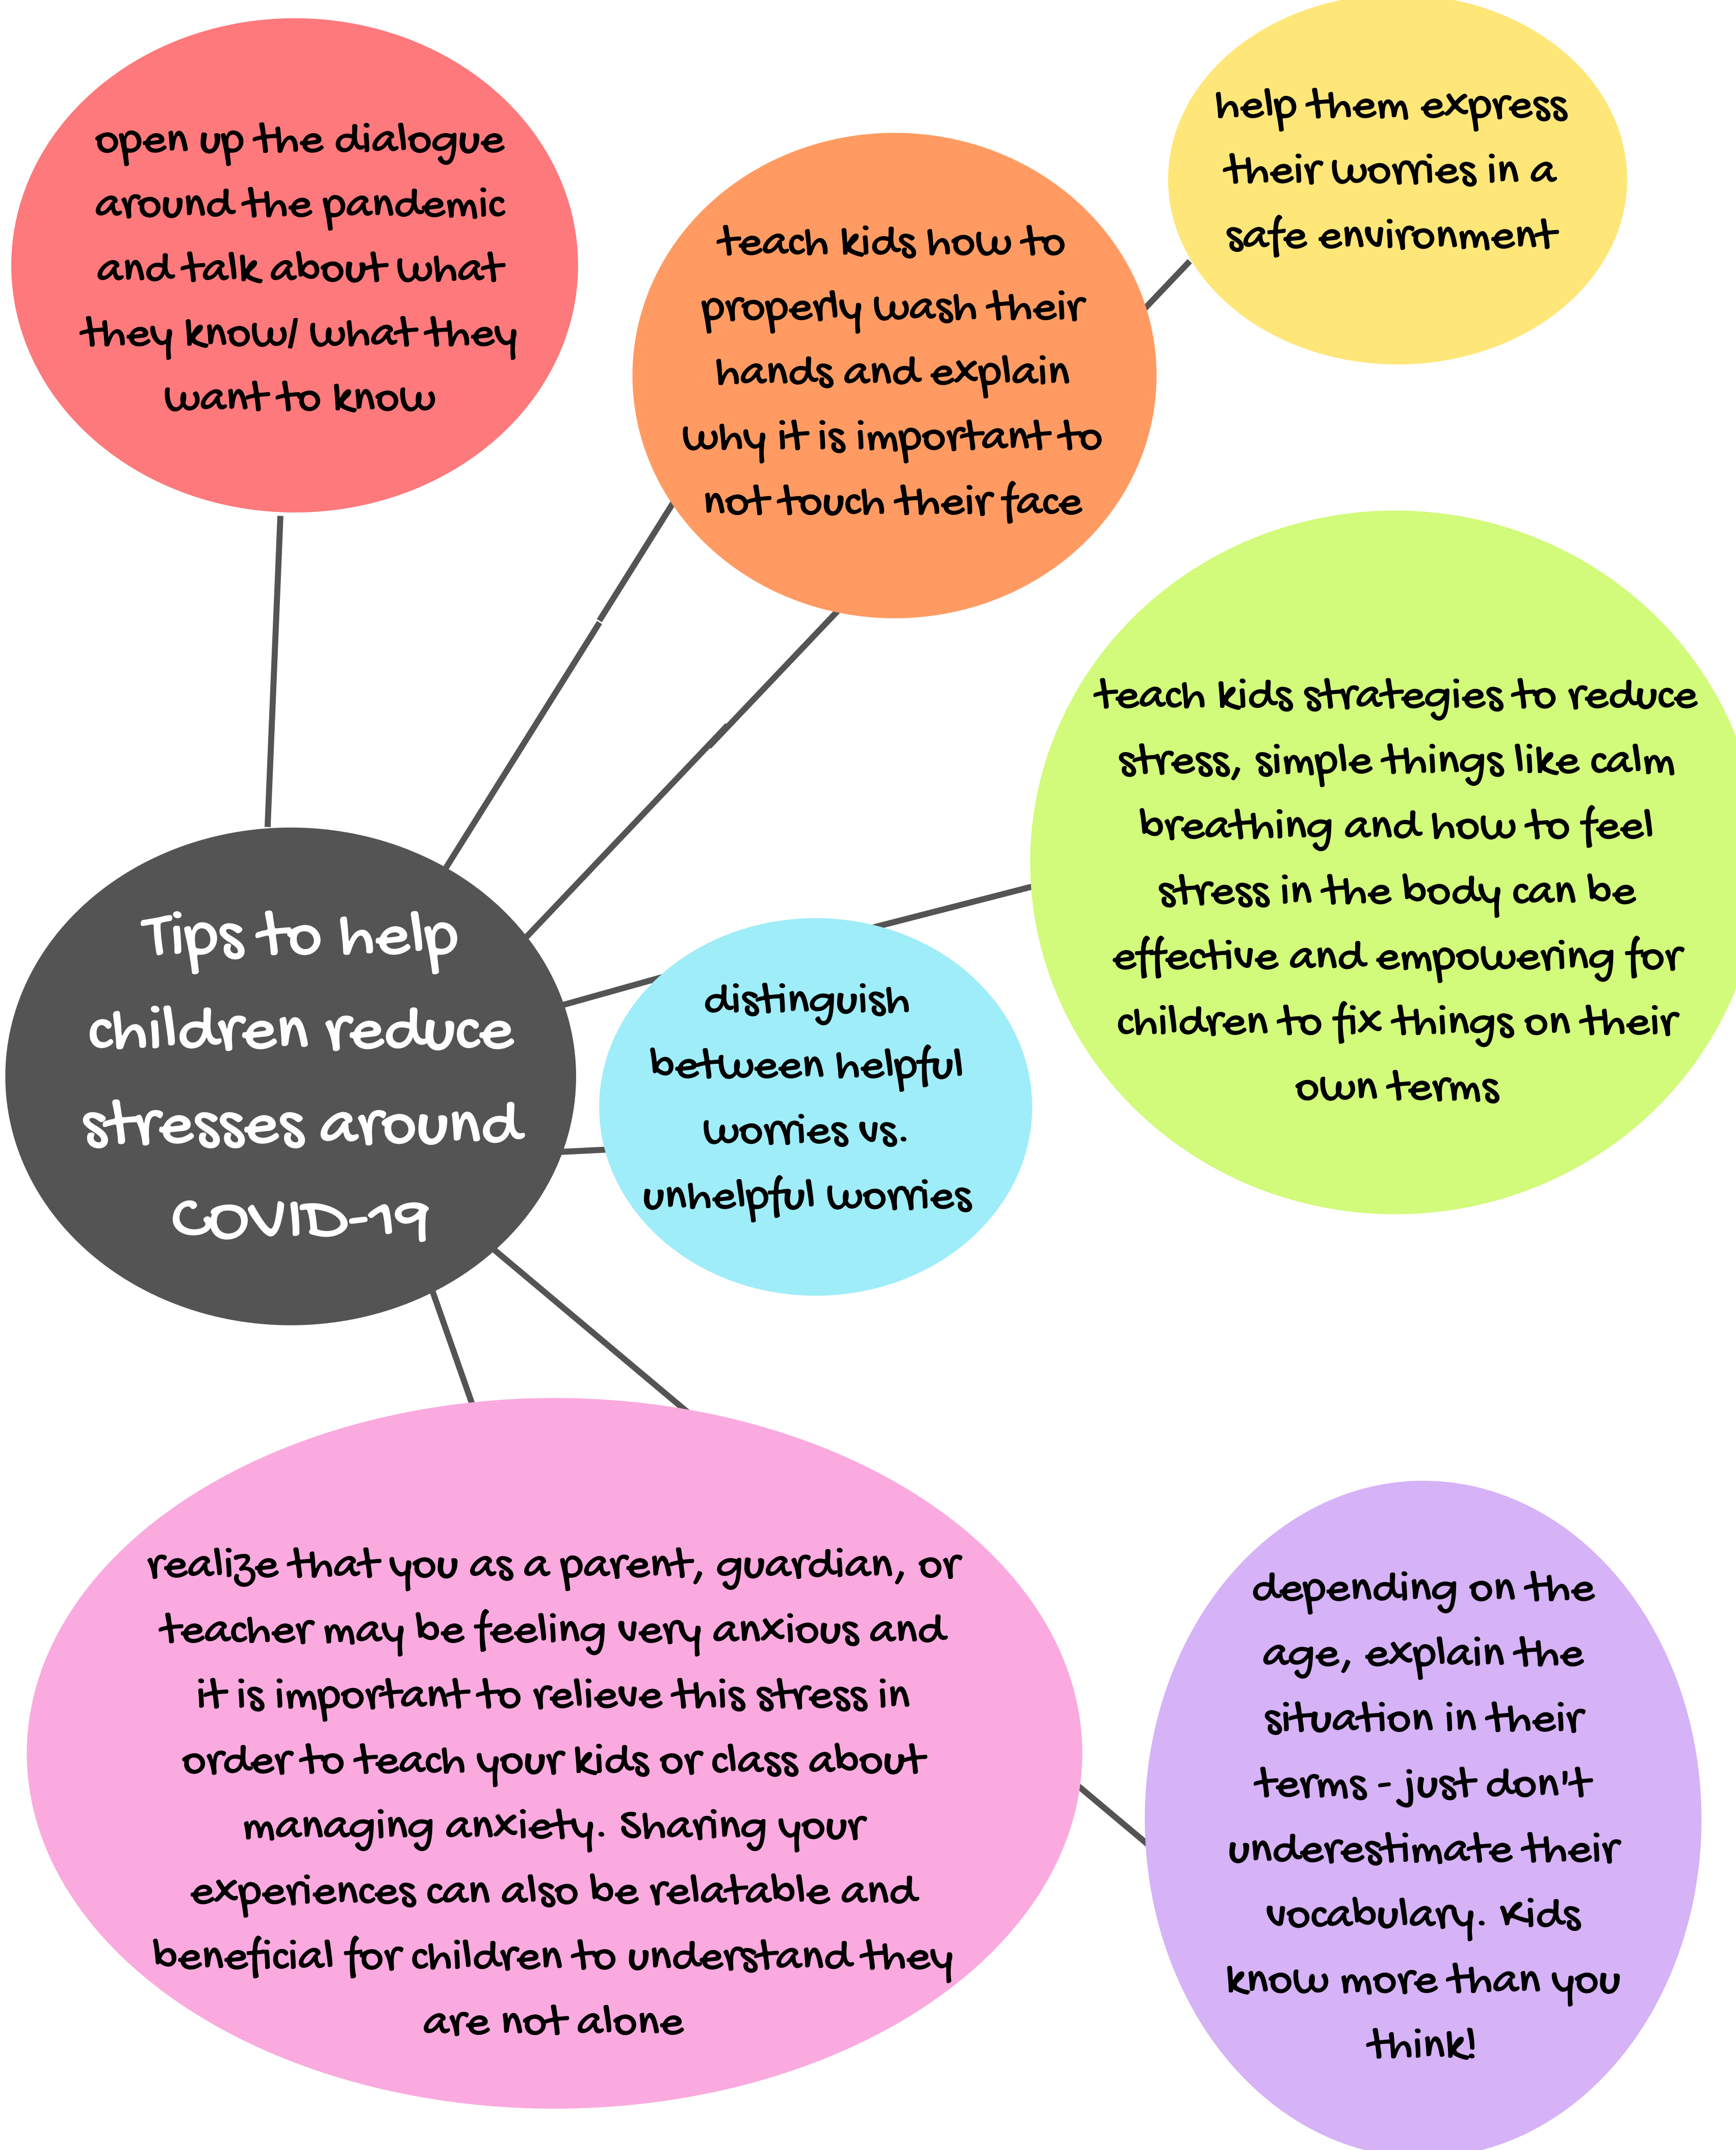 open up the dialogue
around the pandemic
and talk about what
they know/ what they
want to know
teach kids how to
properly wash their
hands and explain
why it is important to
not touch their face
help them express
their worries in a
safe environment
teach kids strategies to reduce
stress, simple things like calm
breathing and how to feel
stress in the body can be
effective and empowering for
children to fix things on their
own terms
Tips to help
children reduce
stresses around
COVID-19
distinguish
between helpful
worries vs.
unhelpful worries
realize that you as a parent, guardian, or
teacher may be feeling very anxious and
it is important to relieve this stress in
order to teach your kids or class about
managing anxiety. Sharing your
experiences can also be relatable and
beneficial for children to understand they
are not alone
depending on the
age, explain the
situation in their
terms - just don't
underestimate their
vocabulary. Kids
know more than you
think!